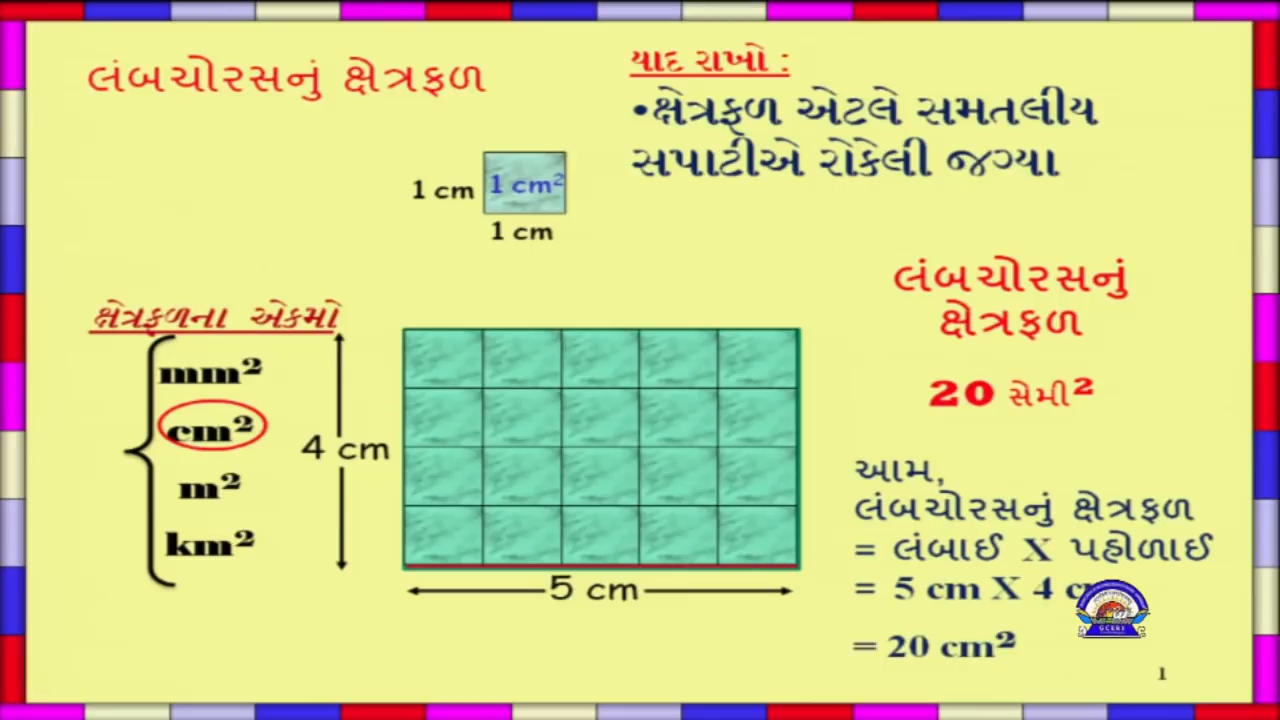 લંબચોરસનું ક્ષેત્રફળ
યાદ રાખો :
•ક્ષેત્રફળ એટલે સમતલીય
સપાટીએ રોકેલી જગ્યા
1 cm
1 cm²
1 cm
ક્ષેત્રફળના એકમો
mm²
cm²
m²
km²
4 cm
5 cm
લંબચોરસનું
ક્ષેત્રફળ
20 સેમી²
આમ,
લંબચોરસનું ક્ષેત્રફળ
= લંબાઈ X પહોળાઈ
= 5 cm X 4
= 20 cm²
GCERT
1